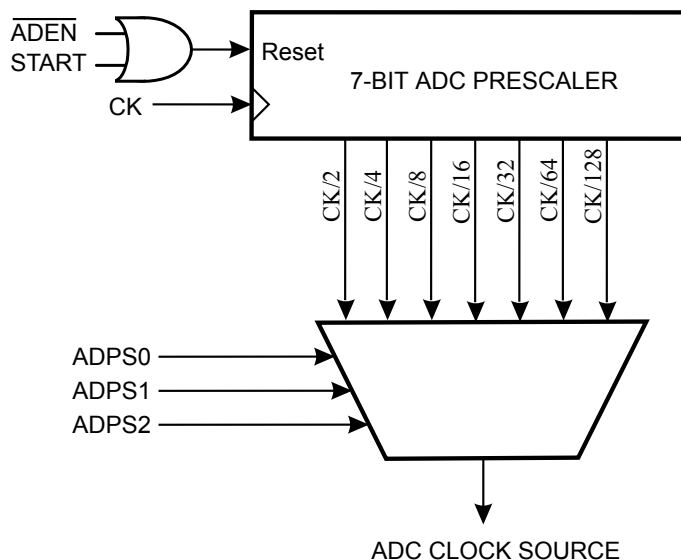 ADEN
START
CK
Reset
7-BIT ADC PRESCALER
CK/2
CK/4
CK/8
CK/16
CK/32
CK/64
CK/128
ADPS0
ADPS1
ADPS2
ADC CLOCK SOURCE